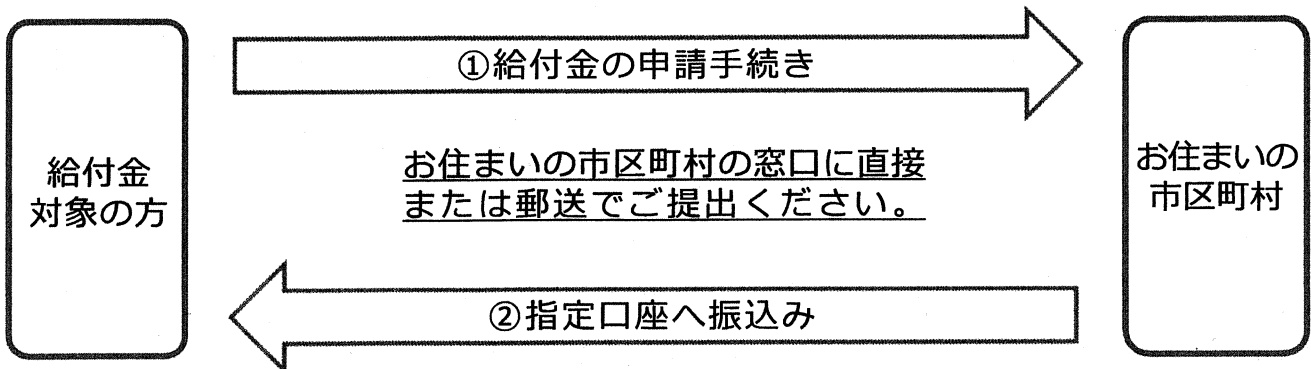 ①給付金の申請手続き
給付金
対象の方
お住まいの市区町村の窓口に直接
または郵送でご提出ください。
お住まいの
市区町村
②指定口座へ振込み